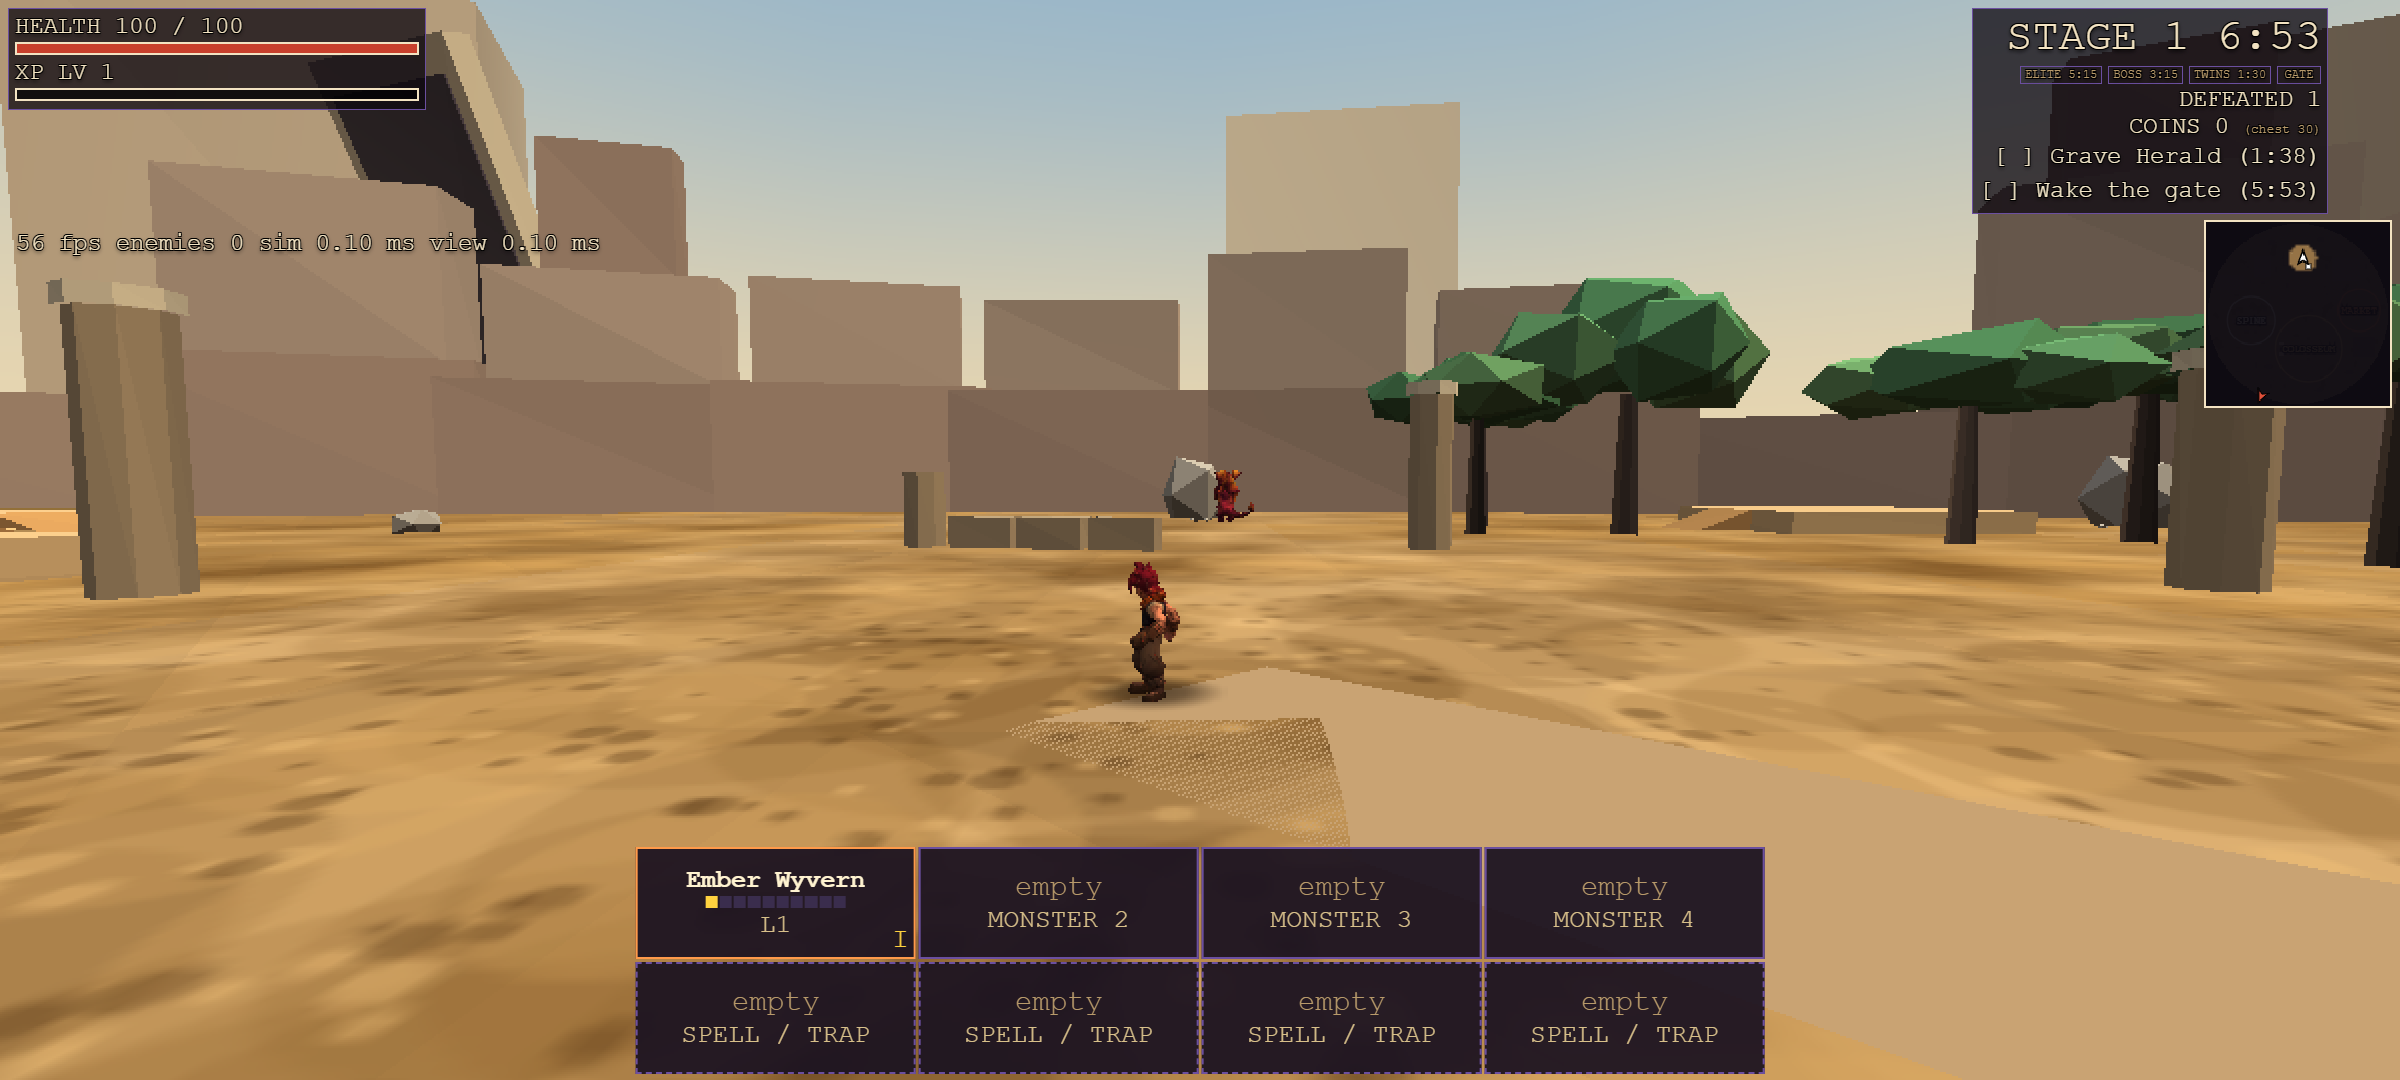 HEALTH 100 / 100
XP LV 1
56 fps enemies 0 sim 0.10 ms view 0.10 ms
STAGE 1 6:53
ELITE 5:15 BOSS 3:15 TWINS 1:30 GATE
DEFEATED 1
COINS 0 (chest 30)
[ ] Grave Herald (1:38)
[ ] Wake the gate (5:53)
Ember Wyvern
L1
I
empty
MONSTER 2
empty
MONSTER 3
empty
MONSTER 4
empty
SPELL / TRAP
empty
SPELL / TRAP
empty
SPELL / TRAP
empty
SPELL / TRAP